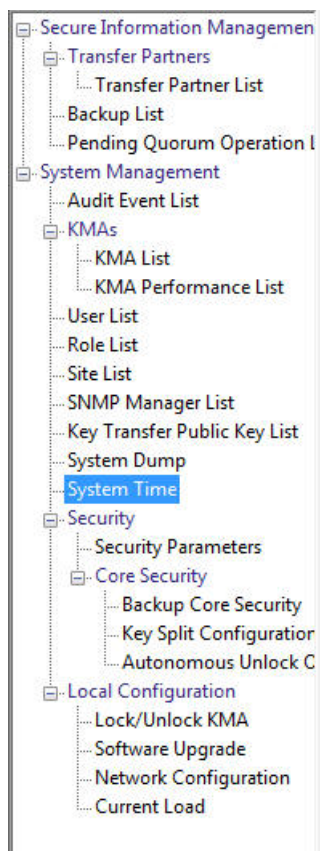 Secure Information Managemen
Transfer Partners
Transfer Partner List
Backup List
Pending Quorum Operation L
System Management
Audit Event List
KMAs
KMA List
KMA Performance List
User List
Role List
Site List
SNMP Manager List
Key Transfer Public Key List
System Dump
System Time
Security
Security Parameters
Core Security
Backup Core Security
Key Split Configuration
Autonomous Unlock O
Local Configuration
Lock/Unlock KMA
Software Upgrade
Network Configuration
Current Load